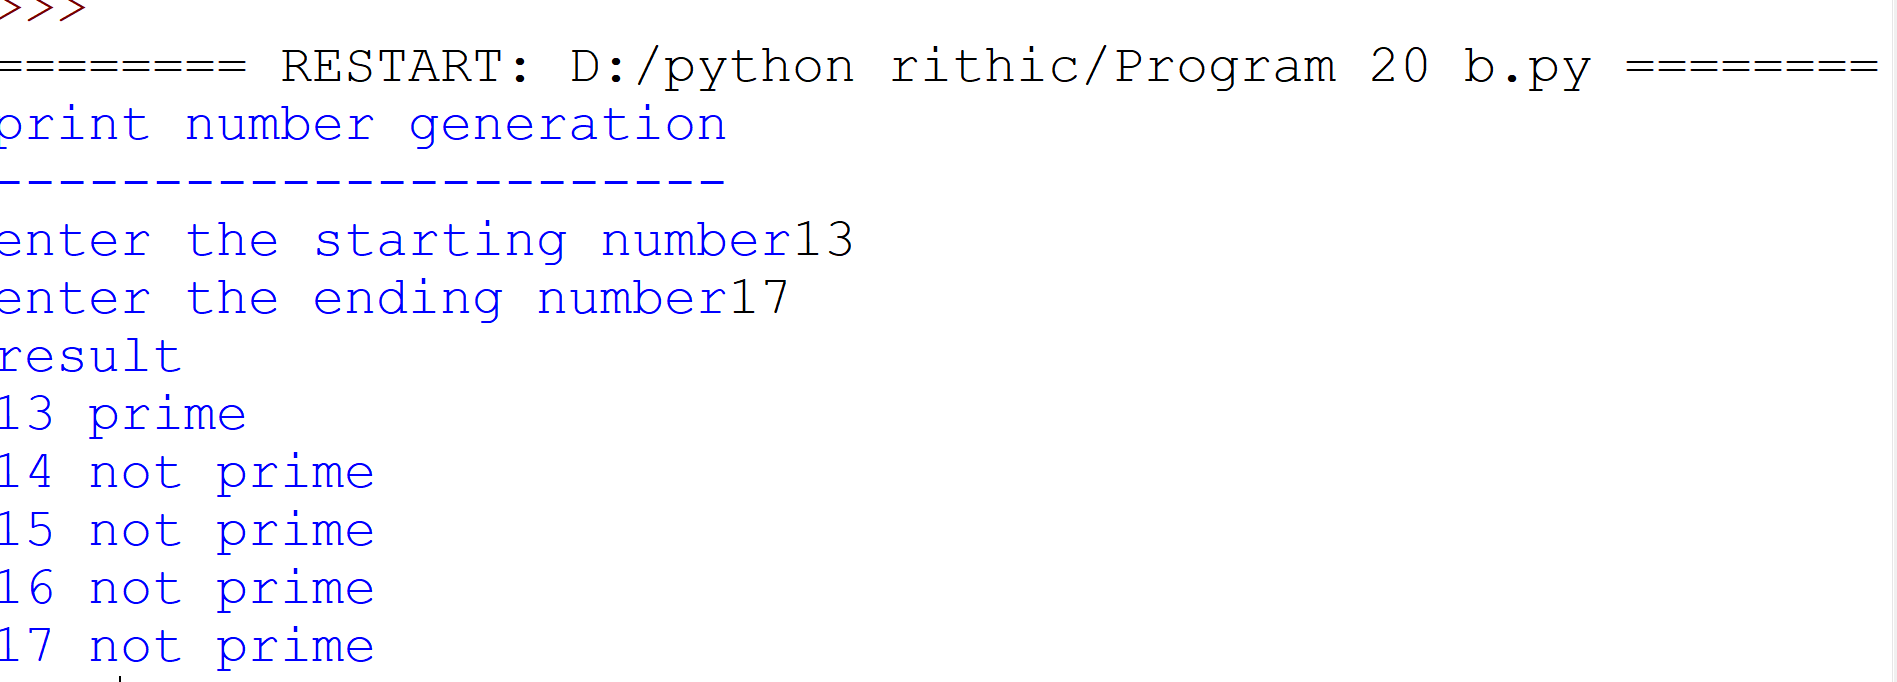 >>>
======== RESTART: D:/python rithic/Program 20 b.py ========
print number generation
-----------------------
enter the starting number13
enter the ending number17
result
13 prime
14 not prime
15 not prime
16 not prime
17 not prime